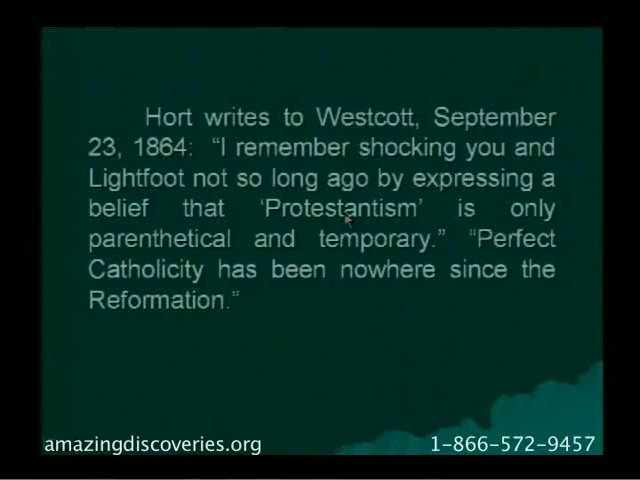 Hort writes to Westcott, September
23, 1864: “I remember shocking you and
Lightfoot not so long ago by expressing a
belief that ‘Protestantism’ is only
parenthetical and temporary.” “Perfect
Catholicity has been nowhere since the
Reformation.“
amazingdiscoveries.org
1-866-572-9457